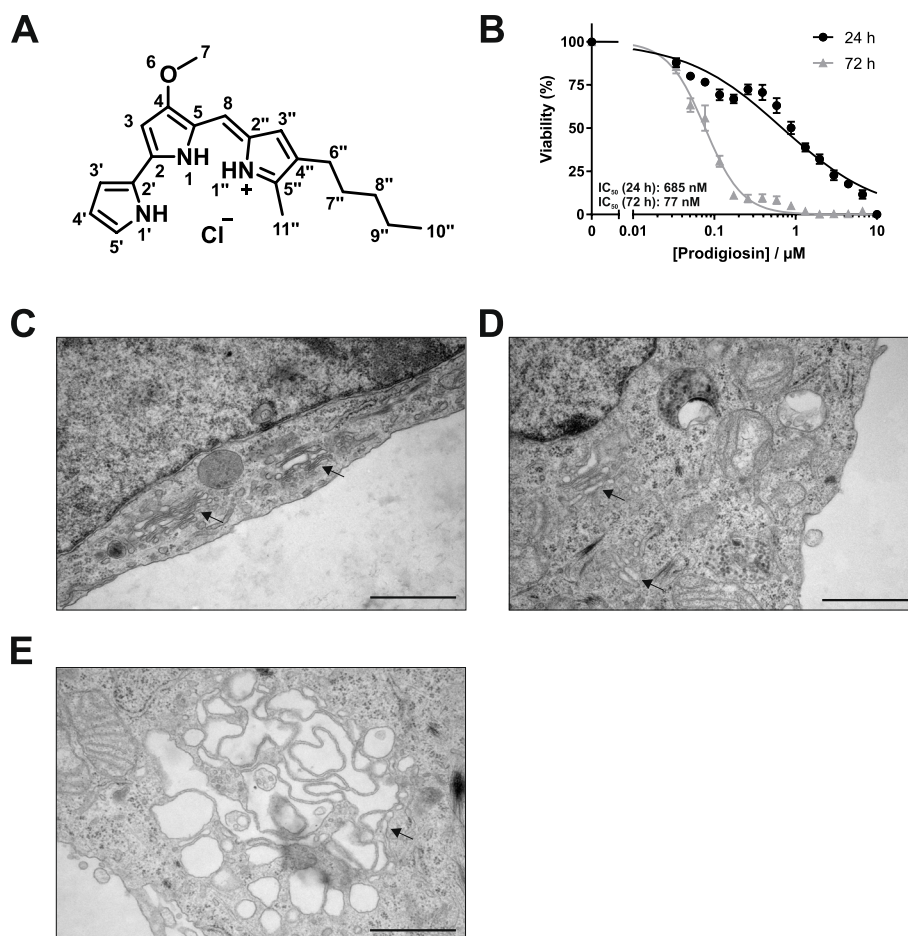 A
7
6
O
4
5
8
3
3''
2''
NH
2
1
NH
1''
+
4''
5''
6''
7''
8''
9''
10''
11''
3'
2'
4'
NH
1'
5'
Cl−
B
24 h
72 h
Viability (%)
100
75
50
25
0
IC50 (24 h): 685 nM
IC50 (72 h): 77 nM
0 0.01 0.1 1 10
[Prodigiosin] / µM
C
D
E